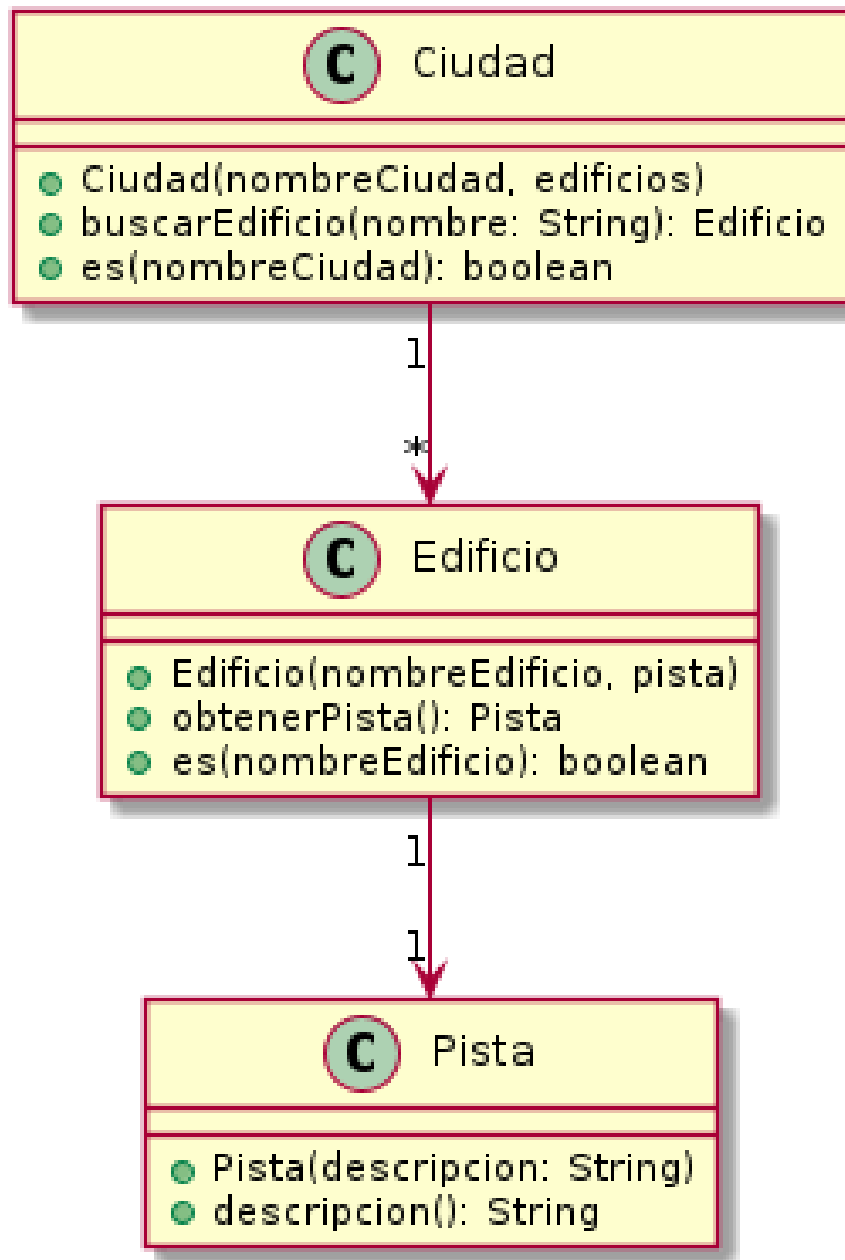 C Ciudad
Ciudad(nombreCiudad, edificios)
buscarEdificio(nombre: String): Edificio
es(nombreCiudad): boolean
1
*
C Edificio
Edificio(nombreEdificio, pista)
obtenerPista(): Pista
es(nombreEdificio): boolean
1
1
C Pista
Pista(descripcion: String)
descripcion(): String